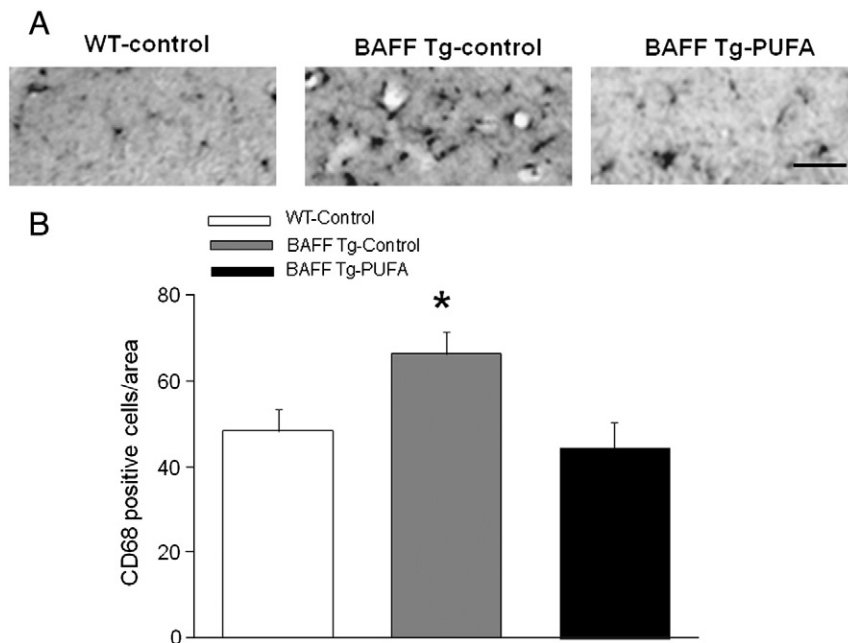 A
WT-control
BAFF Tg-control
BAFF Tg-PUFA
B
WT-Control
BAFF Tg-Control
BAFF Tg-PUFA
*
80
60
40
20
0
CD68 positive cells/area